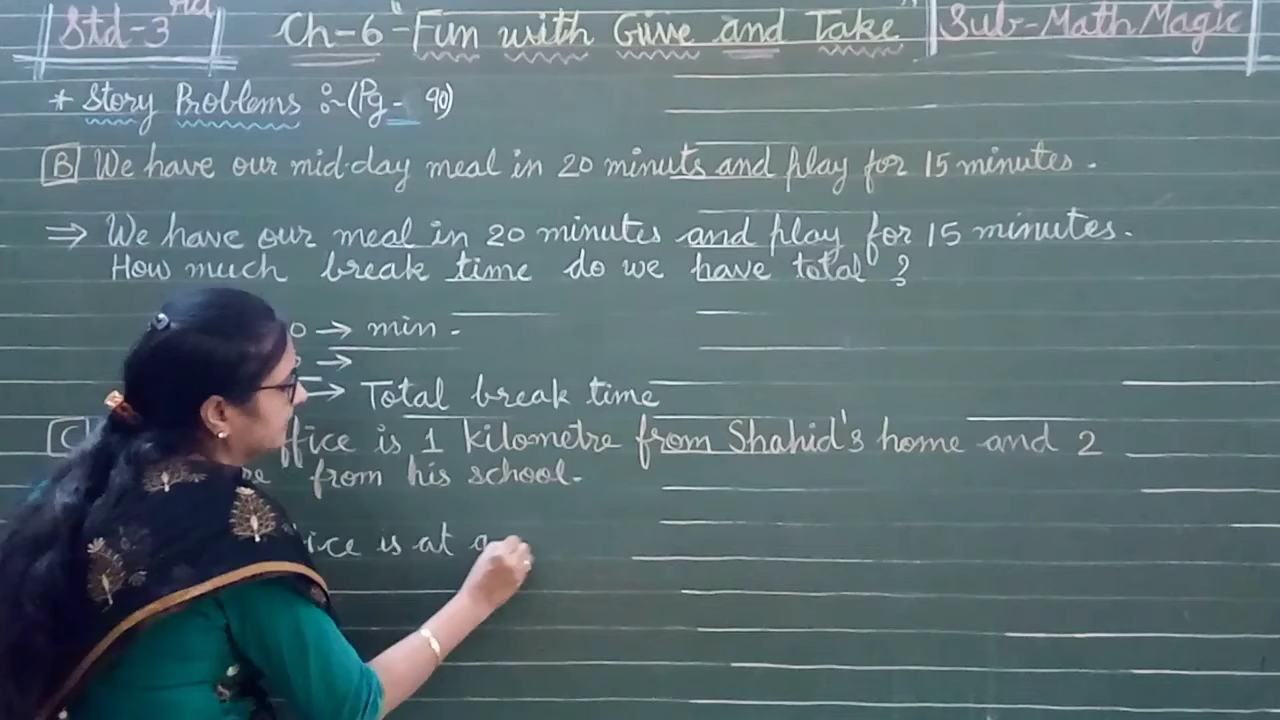 Std-3rd Ch-6 "Fun with Give and Take" Sub-Math Magic
* Story Problems :~ (Pg- 90)
B We have our mid-day meal in 20 minuts and play for 15 minutes.
⇒ We have our meal in 20 minutes and play for 15 minutes.
How much break time do we have total ?
→ min.
→
→ Total break time
C is 1 kilometre from Shahid's home and 2
from his school.
is at